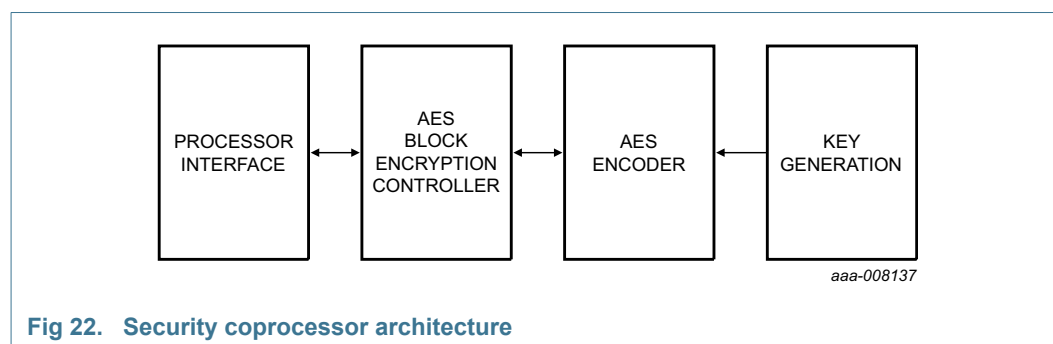 PROCESSOR
INTERFACE
AES
BLOCK
ENCRYPTION
CONTROLLER
AES
ENCODER
KEY
GENERATION
aaa-008137
Fig 22. Security coprocessor architecture